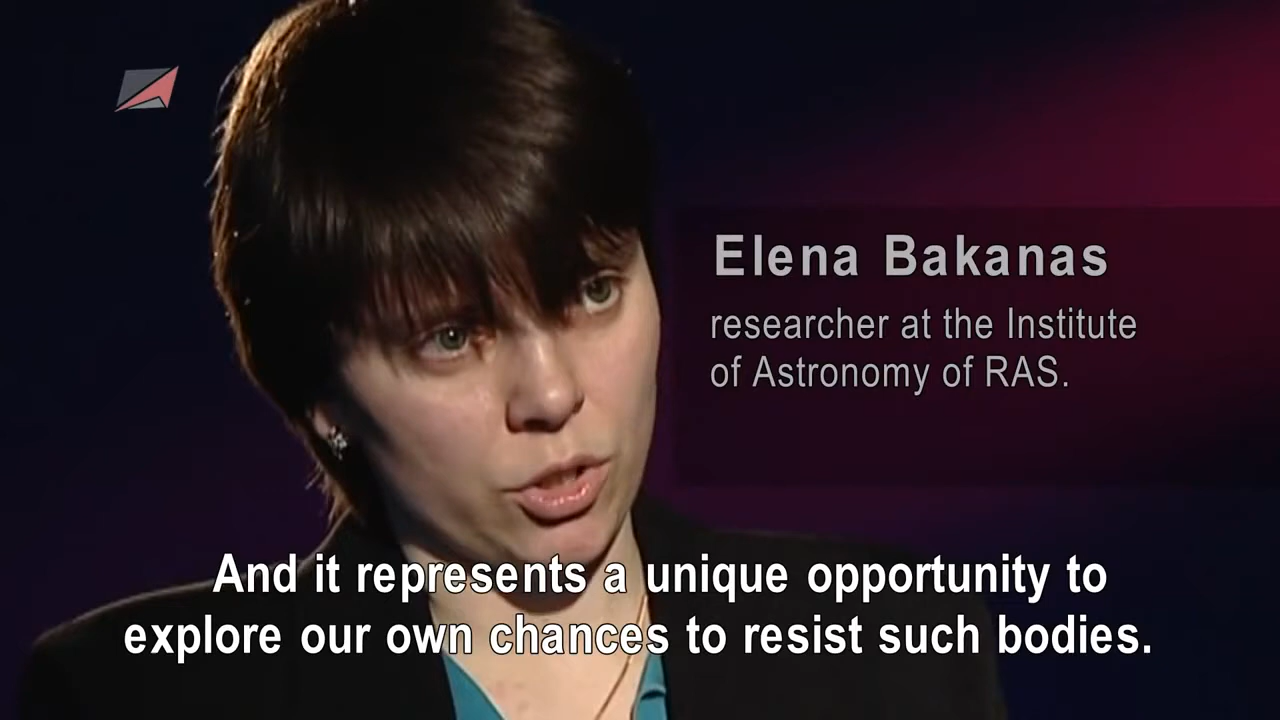 Elena Bakanas
researcher at the Institute
of Astronomy of RAS.
And it represents a unique opportunity to
explore our own chances to resist such bodies.